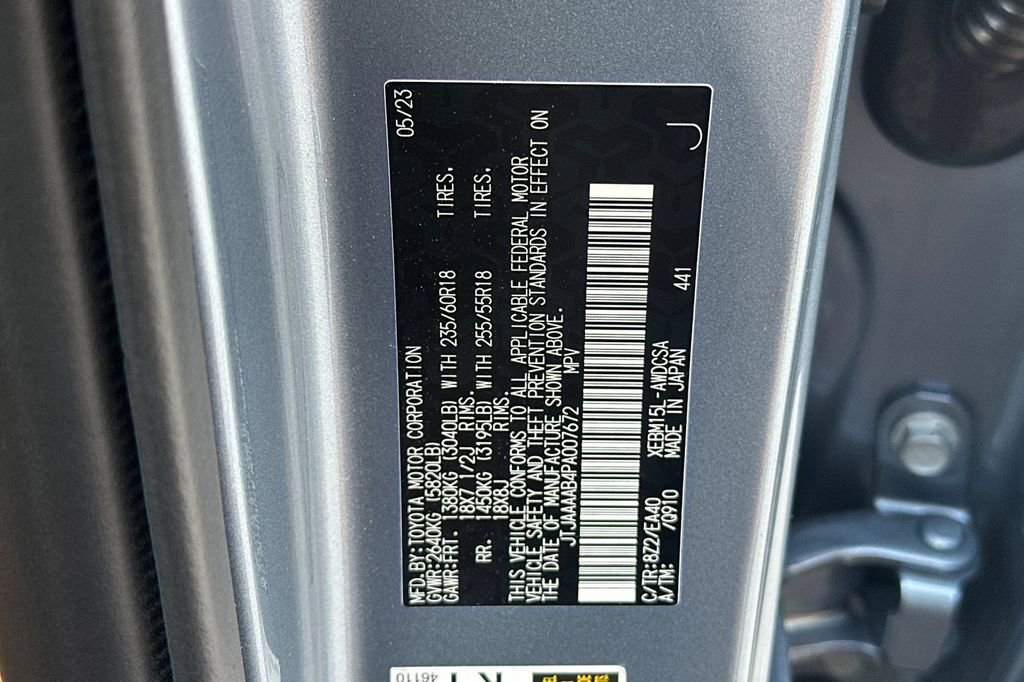 MFD.BY:TOYOTA MOTOR CORPORATION 05/23
GVWR:2640KG (5820LB)
GAWR:FRT. 1380KG (3040LB) WITH 235/60R18 TIRES.
18X7 1/2J RIMS.
RR. 1450KG (3195LB) WITH 255/55R18 TIRES.
18X8J RIMS.
THIS VEHICLE CONFORMS TO ALL APPLICABLE FEDERAL MOTOR
VEHICLE SAFETY AND THEFT PREVENTION STANDARDS IN EFFECT ON
THE DATE OF MANUFACTURE SHOWN ABOVE.
JTJAAAAB4PA007672 MPV
C/TR:8Z2/EA40 XEBM15L-AWDCSA
A/TM: /0910 MADE IN JAPAN 441
J
46110